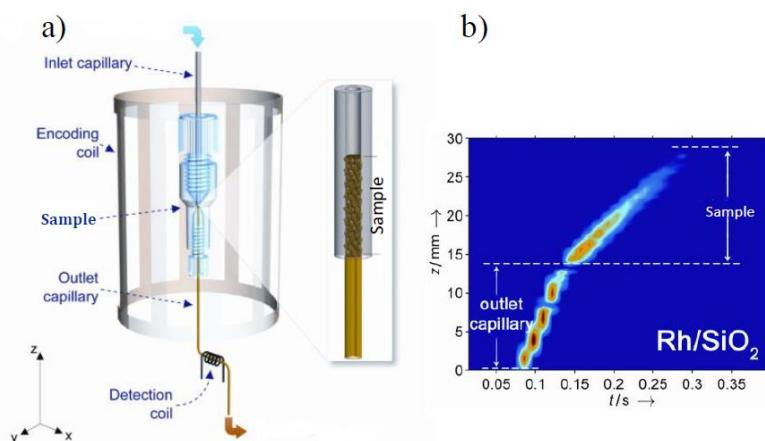 a)
Inlet capillary
Encoding
coil
Sample
Outlet
capillary
Detection
coil
z
y
x
Sample
b)
30
25
20
15
10
5
0
z/mm →
Sample
outlet
capillary
Rh/SiO2
0.05 0.1 0.15 0.2 0.25 0.3 0.35
t/s →